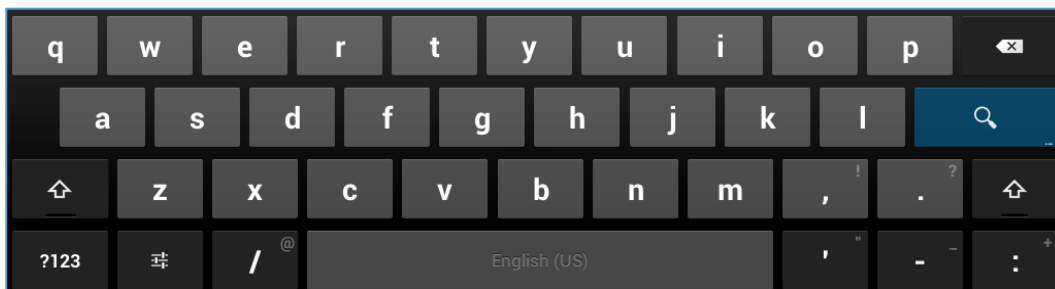 q w e r t y u i o p
a s d f g h j k l
! ?
z x c v b n m , .
@ " _ +
?123 / English (US) ' - :